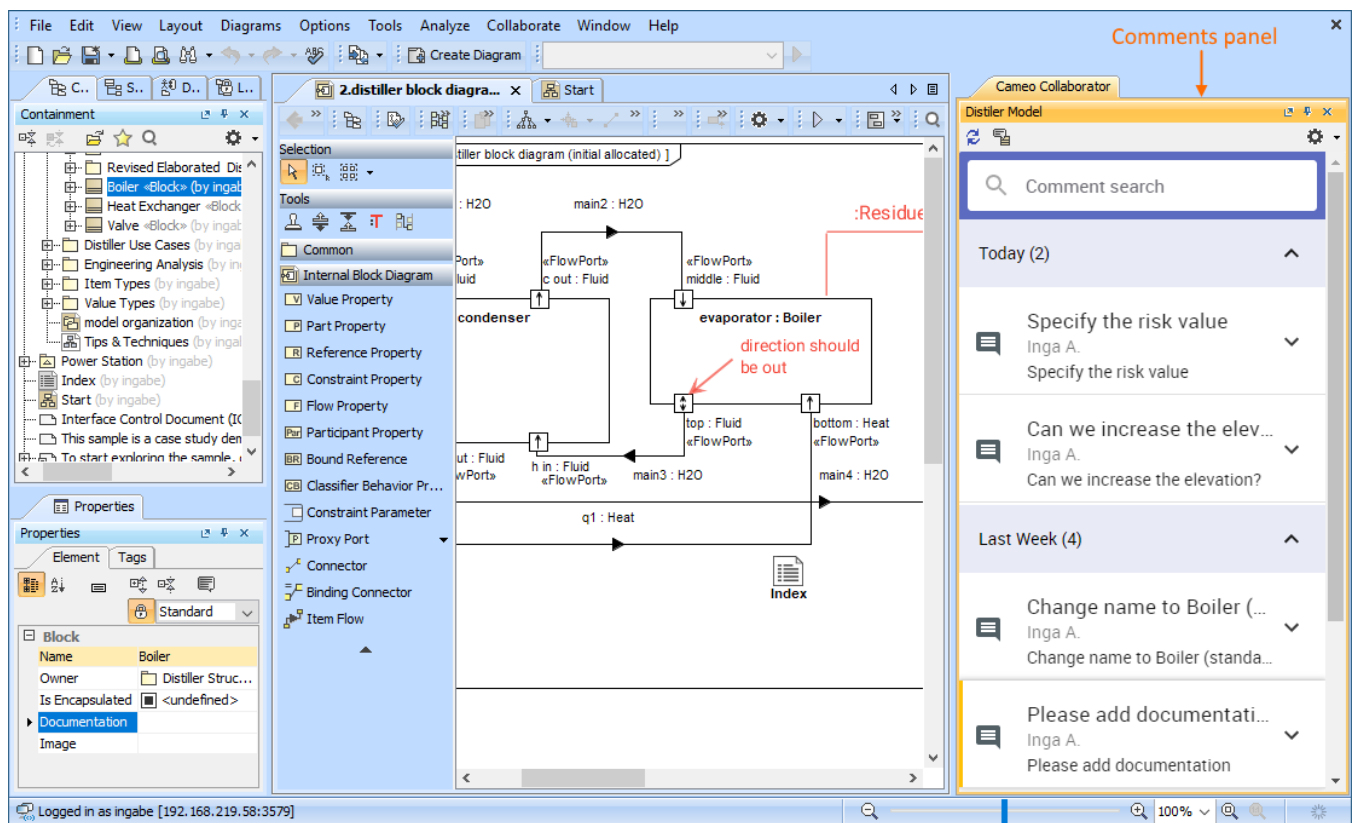 File Edit View Layout Diagrams Options Tools Analyze Collaborate Window Help
Comments panel
Create Diagram
C.. S.. D.. L..
2.distiller block diagra... Start
Cameo Collaborator
Containment
Distiler Model
Revised Elaborated
Boiler «Block» (by ingab
Heat Exchanger «Block
Valve «Block» (by ingab
Distiller Use Cases (by inga
Engineering Analysis (by in
Item Types (by ingabe)
Value Types (by ingabe)
model organization (by inga
Tips & Techniques (by ingal
Power Station (by ingabe)
Index (by ingabe)
Start (by ingabe)
Interface Control Document (IC
This sample is a case study den
To start exploring the sample,
Properties
Properties
Element Tags
Standard
Block
Name Boiler
Owner Distiller Struc...
Is Encapsulated <undefined>
Documentation
Image
Selection
Tools
Common
Internal Block Diagram
Value Property
Part Property
Reference Property
Constraint Property
Flow Property
Participant Property
Bound Reference
Classifier Behavior Pr...
Constraint Parameter
Proxy Port
Connector
Binding Connector
Item Flow
tiller block diagram (initial allocated) ]
: H2O main2 : H2O
:Residue
Port» «FlowPort» «FlowPort»
luid c out : Fluid middle : Fluid
condenser evaporator : Boiler
direction should
be out
top : Fluid bottom : Heat
«FlowPort» «FlowPort»
ut : Fluid h in : Fluid
wPort» «FlowPort» main3 : H2O main4 : H2O
q1 : Heat
Index
Comment search
Today (2)
Specify the risk value
Inga A.
Specify the risk value
Can we increase the elev...
Inga A.
Can we increase the elevation?
Last Week (4)
Change name to Boiler (...
Inga A.
Change name to Boiler (standa...
Please add documentati...
Inga A.
Please add documentation
Logged in as ingabe [192.168.219.58:3579]
100%